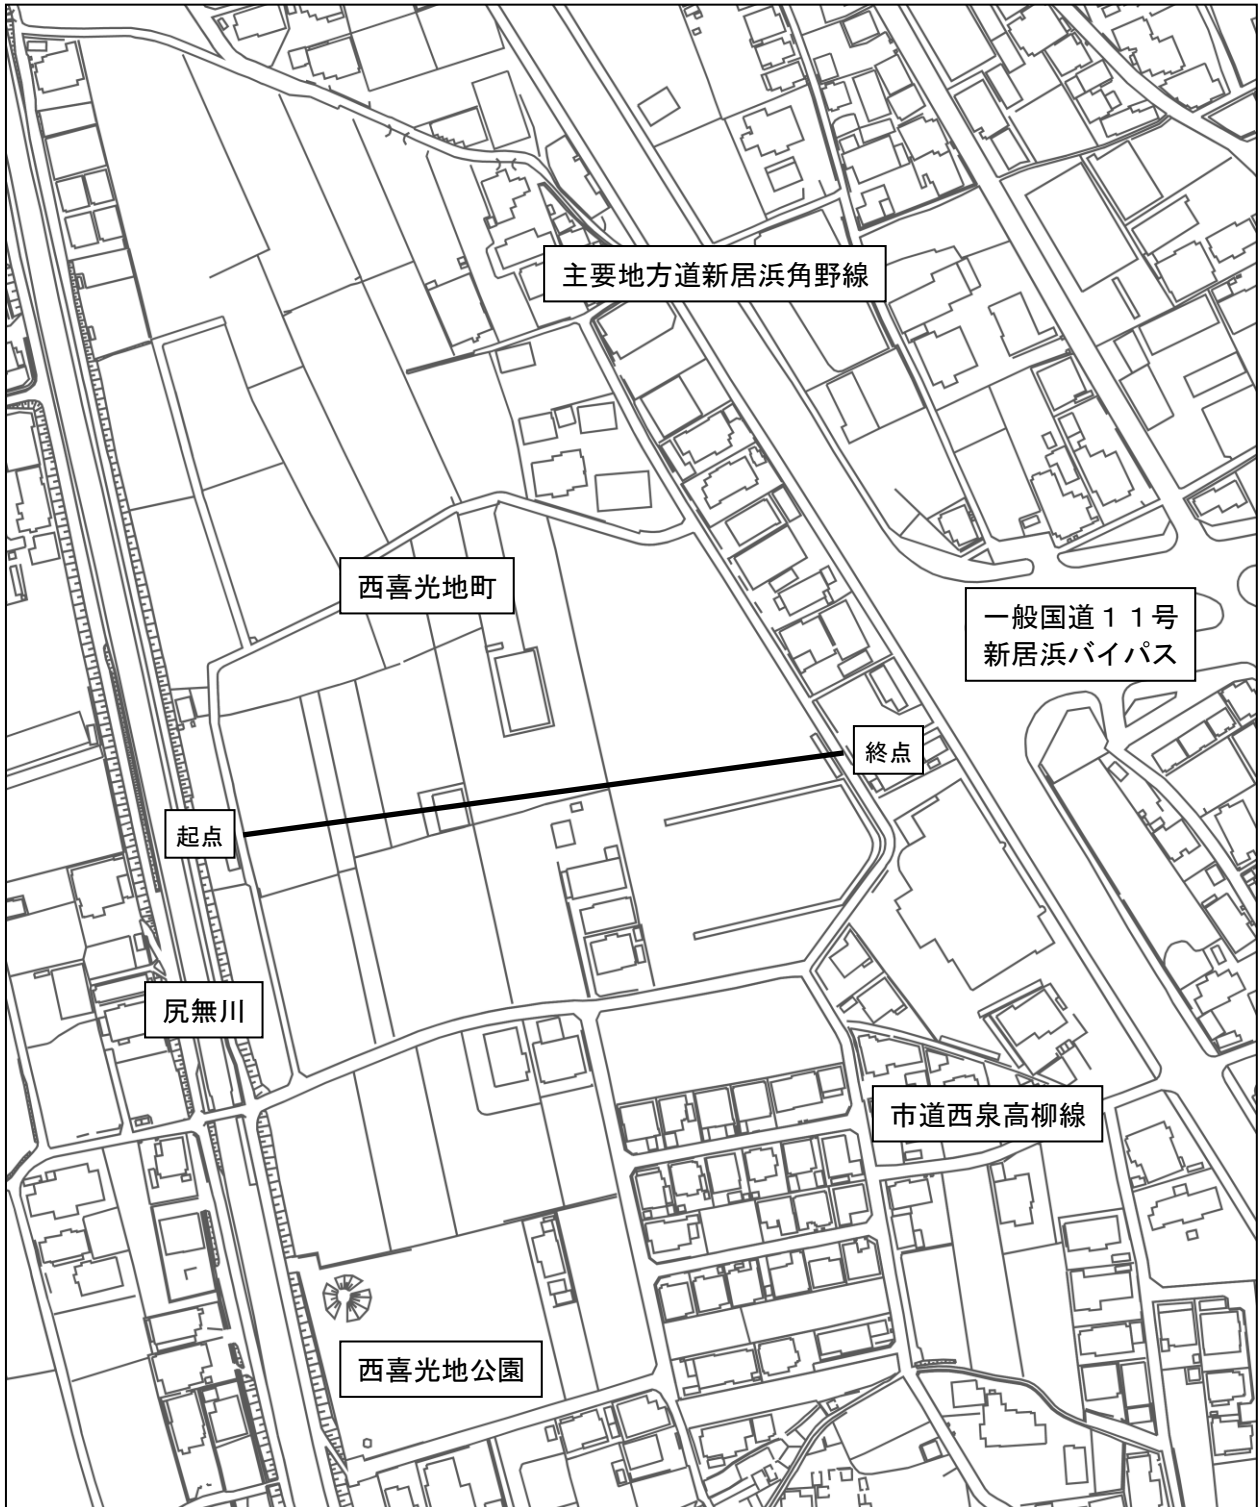 主要地方道新居浜角野線
西喜光地町
一般国道１１号
新居浜バイパス
終点
起点
尻無川
市道西泉高柳線
西喜光地公園